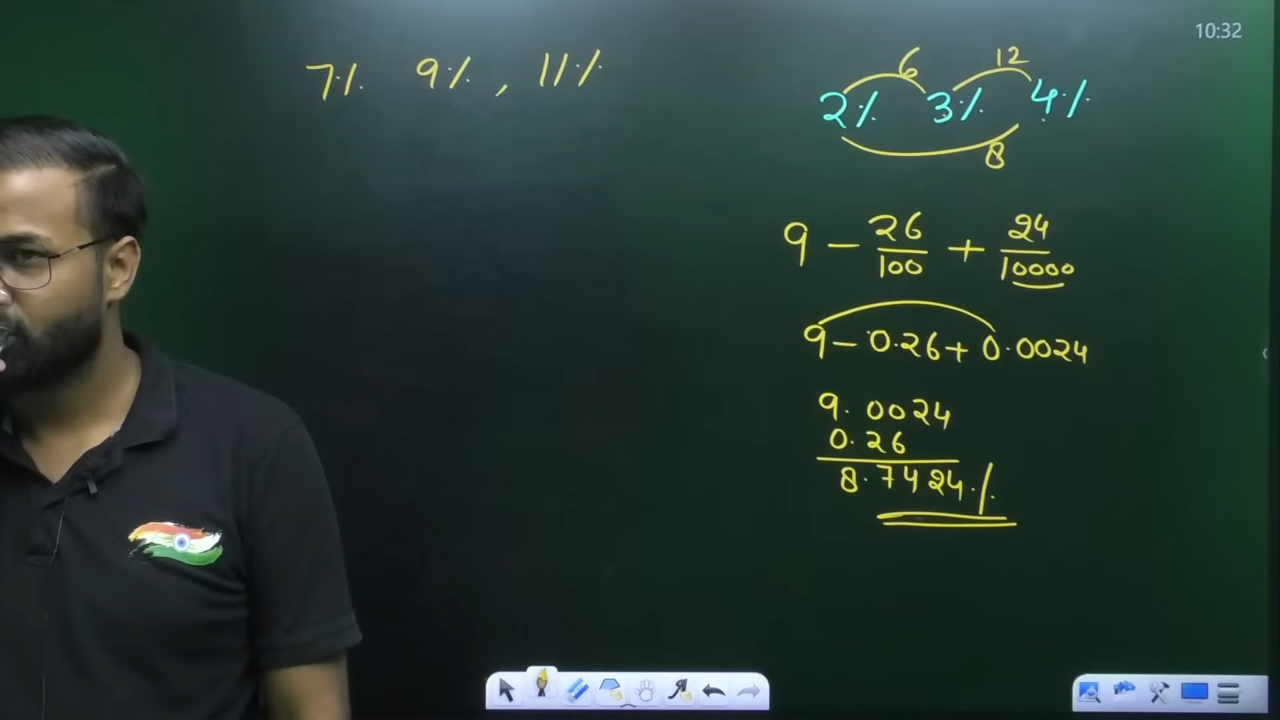 10:32
7% 9%, 11%
6 12
2% 3% 4%
8
9 - 26/100 + 24/10000
9 - 0.26 + 0.0024
9.0024
0.26
8.7424%